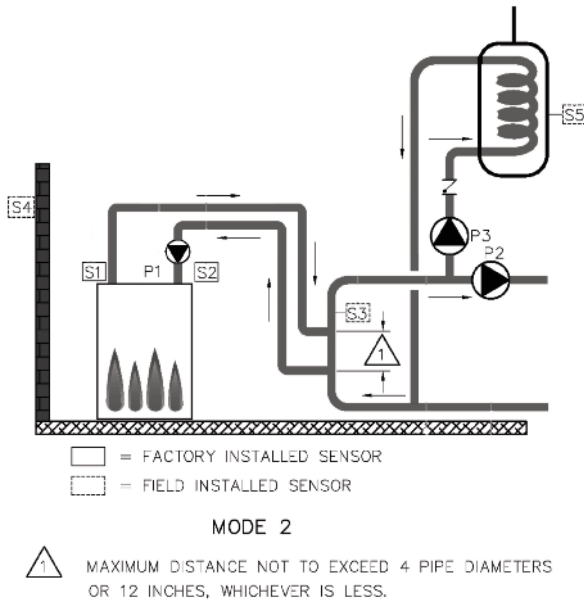 S5
S4
P3
P2
S1
P1
S2
S3
1
= FACTORY INSTALLED SENSOR
= FIELD INSTALLED SENSOR
MODE 2
1 MAXIMUM DISTANCE NOT TO EXCEED 4 PIPE DIAMETERS
OR 12 INCHES, WHICHEVER IS LESS.